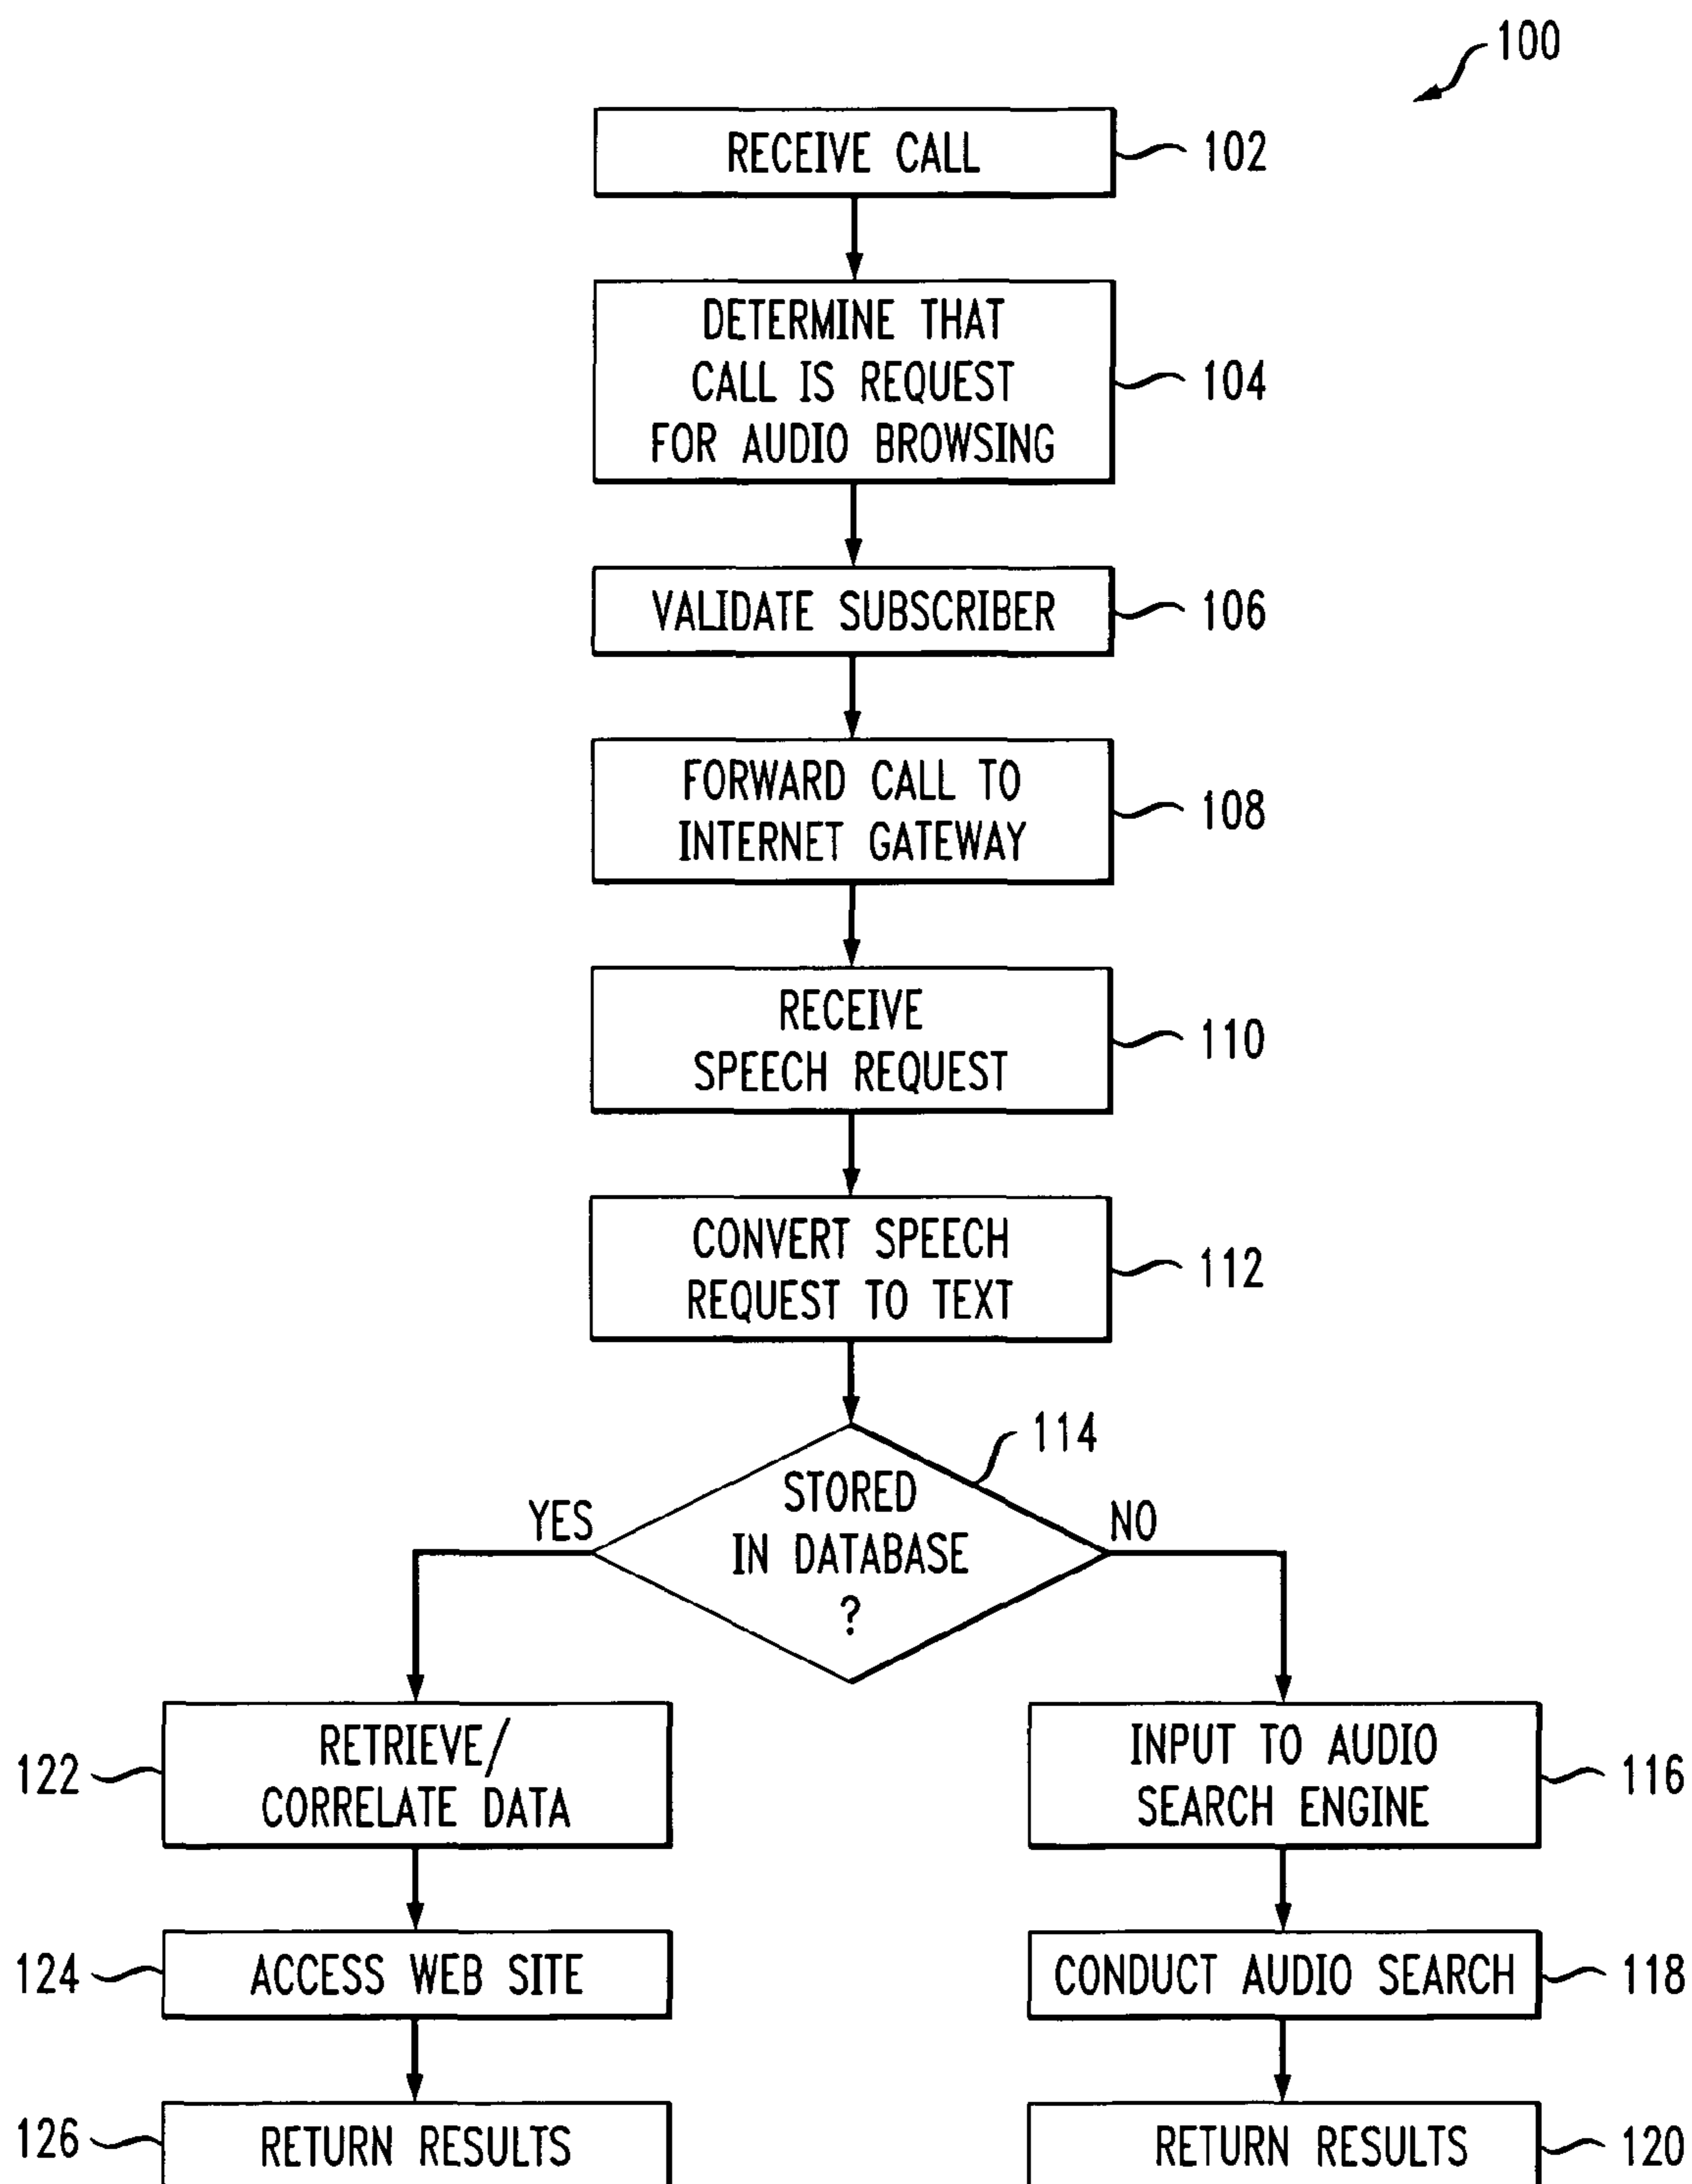 100
RECEIVE CALL
102
DETERMINE THAT
CALL IS REQUEST
FOR AUDIO BROWSING
104
VALIDATE SUBSCRIBER
106
FORWARD CALL TO
INTERNET GATEWAY
108
RECEIVE
SPEECH REQUEST
110
CONVERT SPEECH
REQUEST TO TEXT
112
114
STORED
IN DATABASE
?
YES
NO
122
RETRIEVE/
CORRELATE DATA
INPUT TO AUDIO
SEARCH ENGINE
116
124
ACCESS WEB SITE
CONDUCT AUDIO SEARCH
118
126
RETURN RESULTS
RETURN RESULTS
120